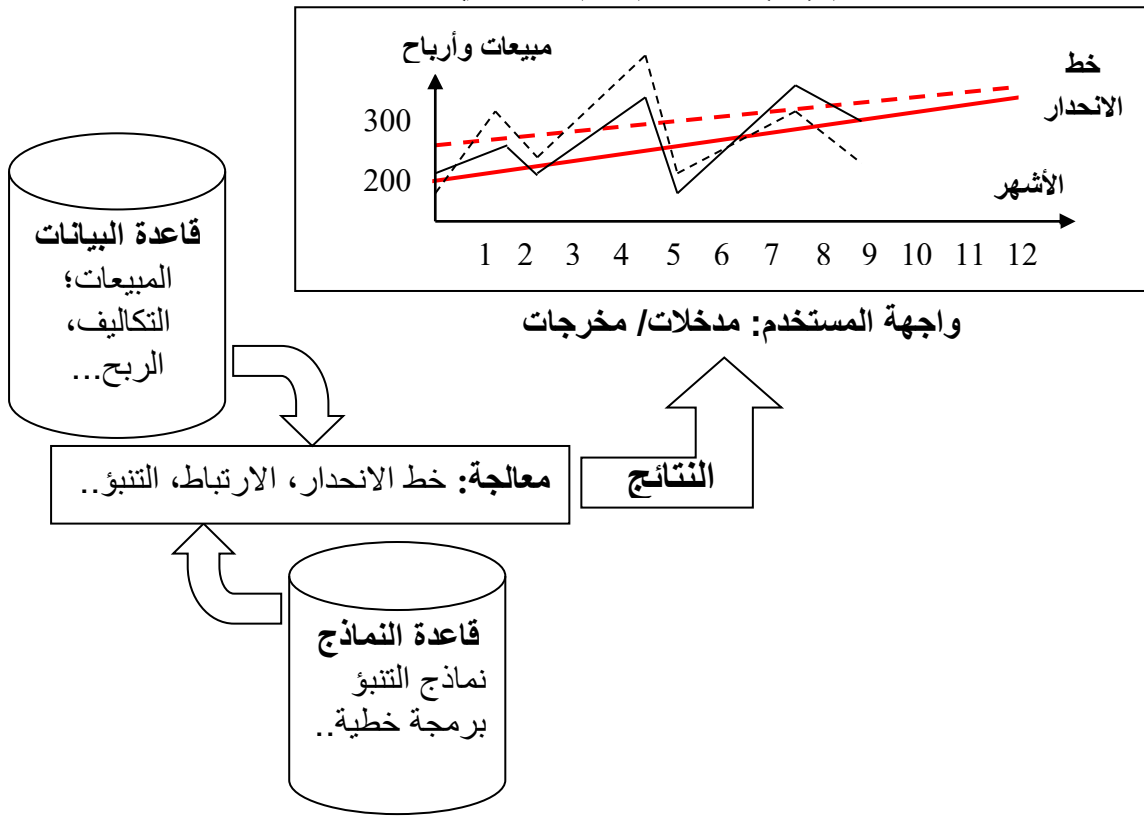 مبيعات وأرباح
خط
الانحدار
300
200
الأشهر
1 2 3 4 5 6 7 8 9 10 11 12
واجهة المستخدم: مدخلات/ مخرجات
قاعدة البيانات
المبيعات؛
التكاليف،
الربح...
معالجة: خط الانحدار، الارتباط، التنبؤ..
النتائج
قاعدة النماذج
نماذج التنبؤ
برمجة خطية..